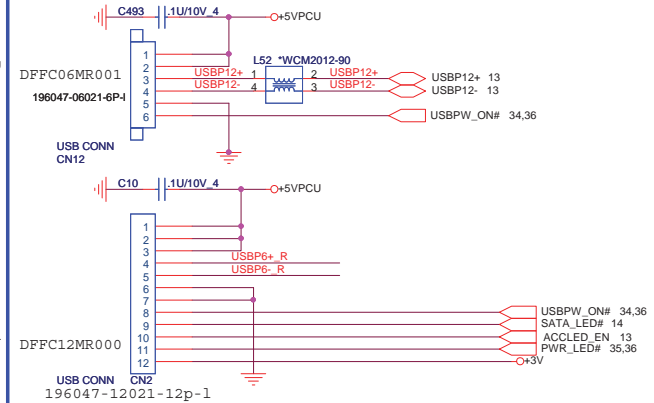 C493 .1U/10V_4 +5VPCU
1
2
3
4
5
6
DFFC06MR001
196047-06021-6P-l
USB CONN
CN12
USBP12+
USBP12-
L52 *WCM2012-90
1 2
4 3
USBP12+
USBP12-
USBP12+ 13
USBP12- 13
USBPW_ON# 34,36
C10 .1U/10V_4 +5VPCU
1
2
3
4
5
6
7
8
9
10
11
12
USBP6+_R
USBP6-_R
USBPW_ON# 34,36
SATA_LED# 14
ACCLED_EN 13
PWR_LED# 35,36
+3V
DFFC12MR000
USB CONN CN2
196047-12021-12p-l